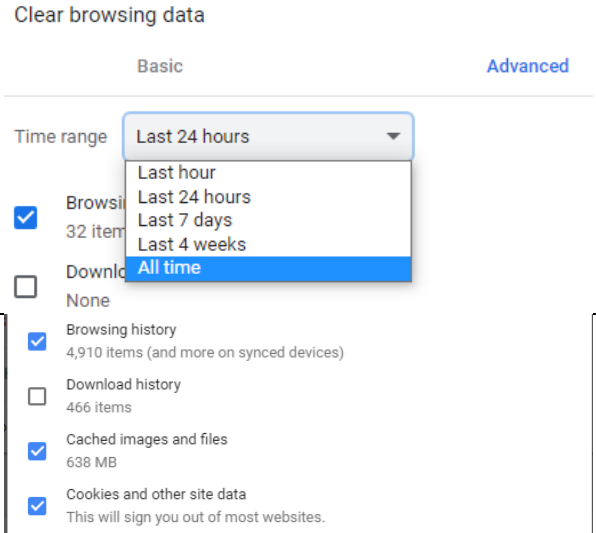 Clear browsing data
Basic Advanced
Time range Last 24 hours
Last hour
Last 24 hours
Last 7 days
Last 4 weeks
All time
Browsi
32 item
Downlo
None
Browsing history
4,910 items (and more on synced devices)
Download history
466 items
Cached images and files
638 MB
Cookies and other site data
This will sign you out of most websites.